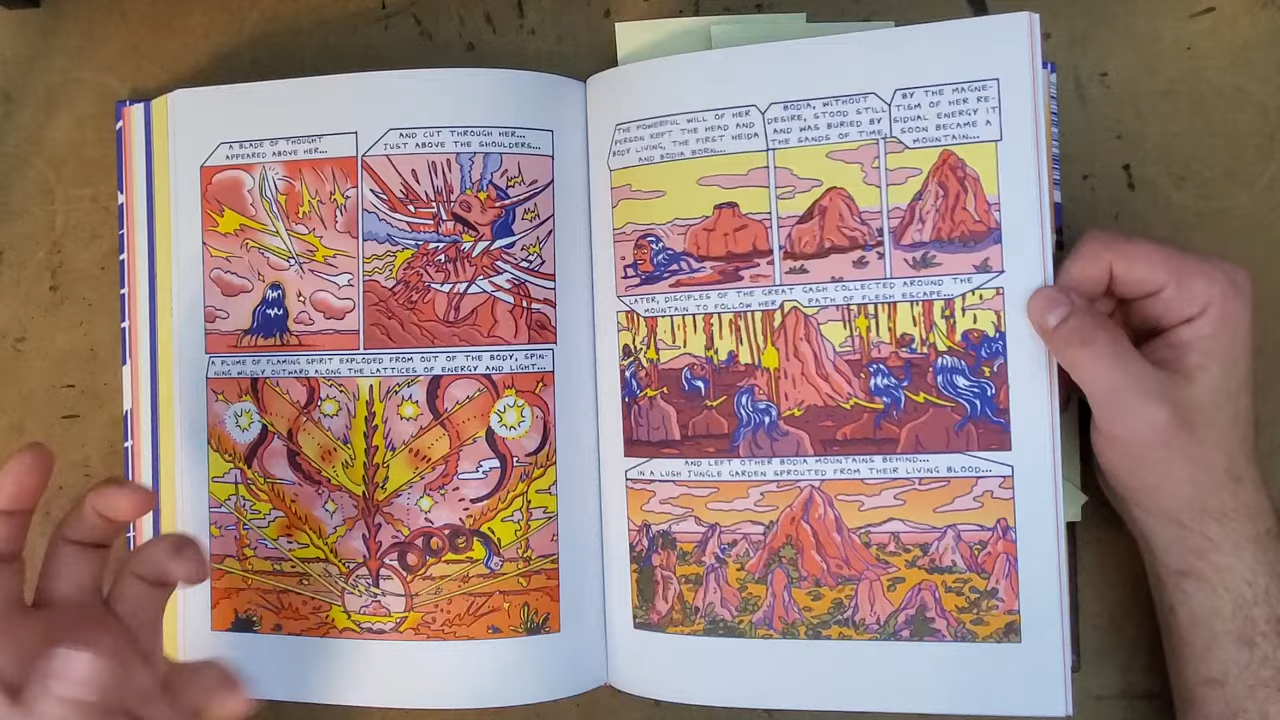 A BLADE OF THOUGHT
APPEARED ABOVE HER...
AND CUT THROUGH HER...
JUST ABOVE THE SHOULDERS...
A PLUME OF FLAMING SPIRIT EXPLODED FROM OUT OF THE BODY, SPIN-
NING WILDLY OUTWARD ALONG THE LATTICES OF ENERGY AND LIGHT...
THE POWERFUL WILL OF HER
PERSON KEPT THE HEAD AND
BODY LIVING, THE FIRST HEIDA
AND BODIA BORN...
BODIA, WITHOUT
DESIRE, STOOD STILL
AND WAS BURIED BY
THE SANDS OF TIME,
BY THE MAGNE-
TISM OF HER RE-
SIDUAL ENERGY IT
SOON BECAME A
MOUNTAIN...
LATER, DISCIPLES OF THE GREAT GASH COLLECTED AROUND THE
MOUNTAIN TO FOLLOW HER PATH OF FLESH ESCAPE...
AND LEFT OTHER BODIA MOUNTAINS BEHIND...
IN A LUSH JUNGLE GARDEN SPROUTED FROM THEIR LIVING BLOOD...